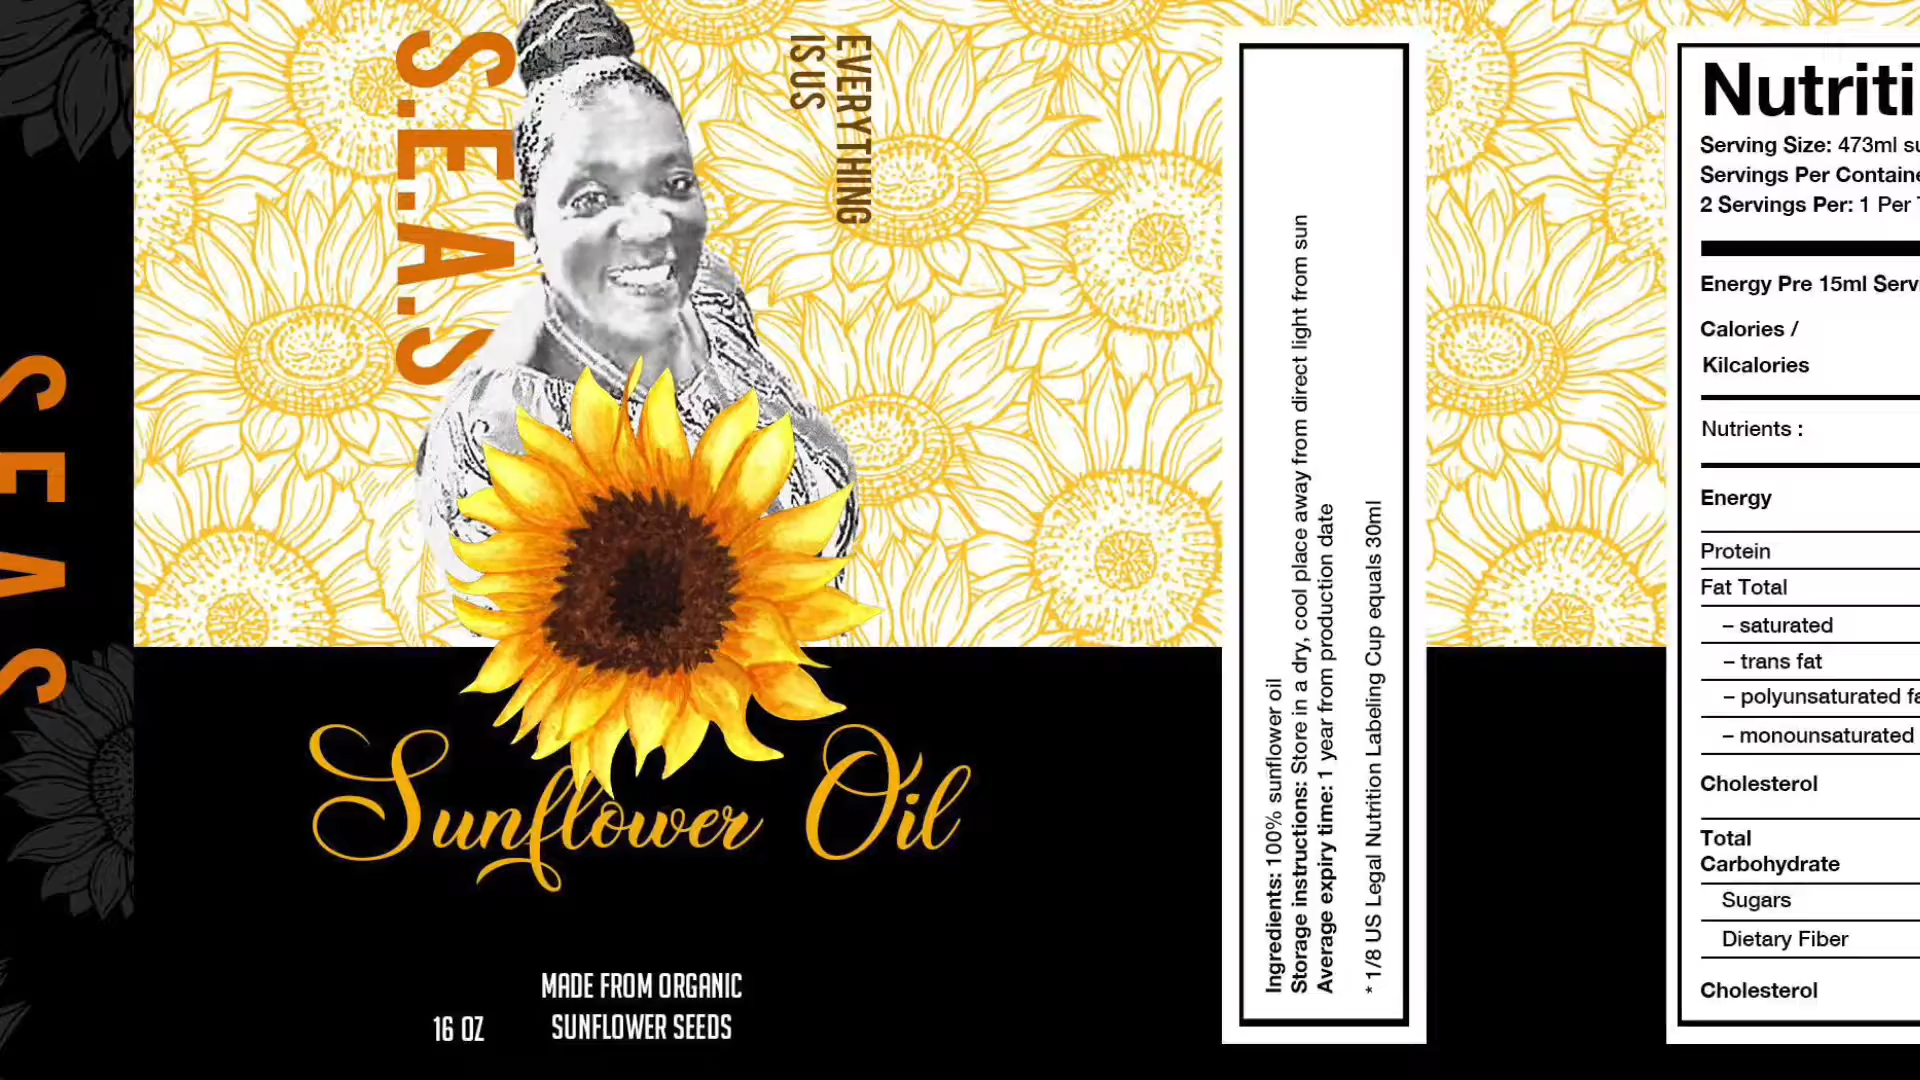 S.E.A.S
S.E.A.S
EVERYTHING
IS US
Sunflower Oil
MADE FROM ORGANIC
SUNFLOWER SEEDS
16 OZ
Ingredients: 100% sunflower oil
Storage instructions: Store in a dry, cool place away from direct light from sun
Average expiry time: 1 year from production date
* 1/8 US Legal Nutrition Labeling Cup equals 30ml
Nutriti
Serving Size: 473ml su
Servings Per Containe
2 Servings Per: 1 Per
Energy Pre 15ml Servi
Calories /
Kilcalories
Nutrients :
Energy
Protein
Fat Total
– saturated
– trans fat
– polyunsaturated fa
– monounsaturated
Cholesterol
Total
Carbohydrate
Sugars
Dietary Fiber
Cholesterol